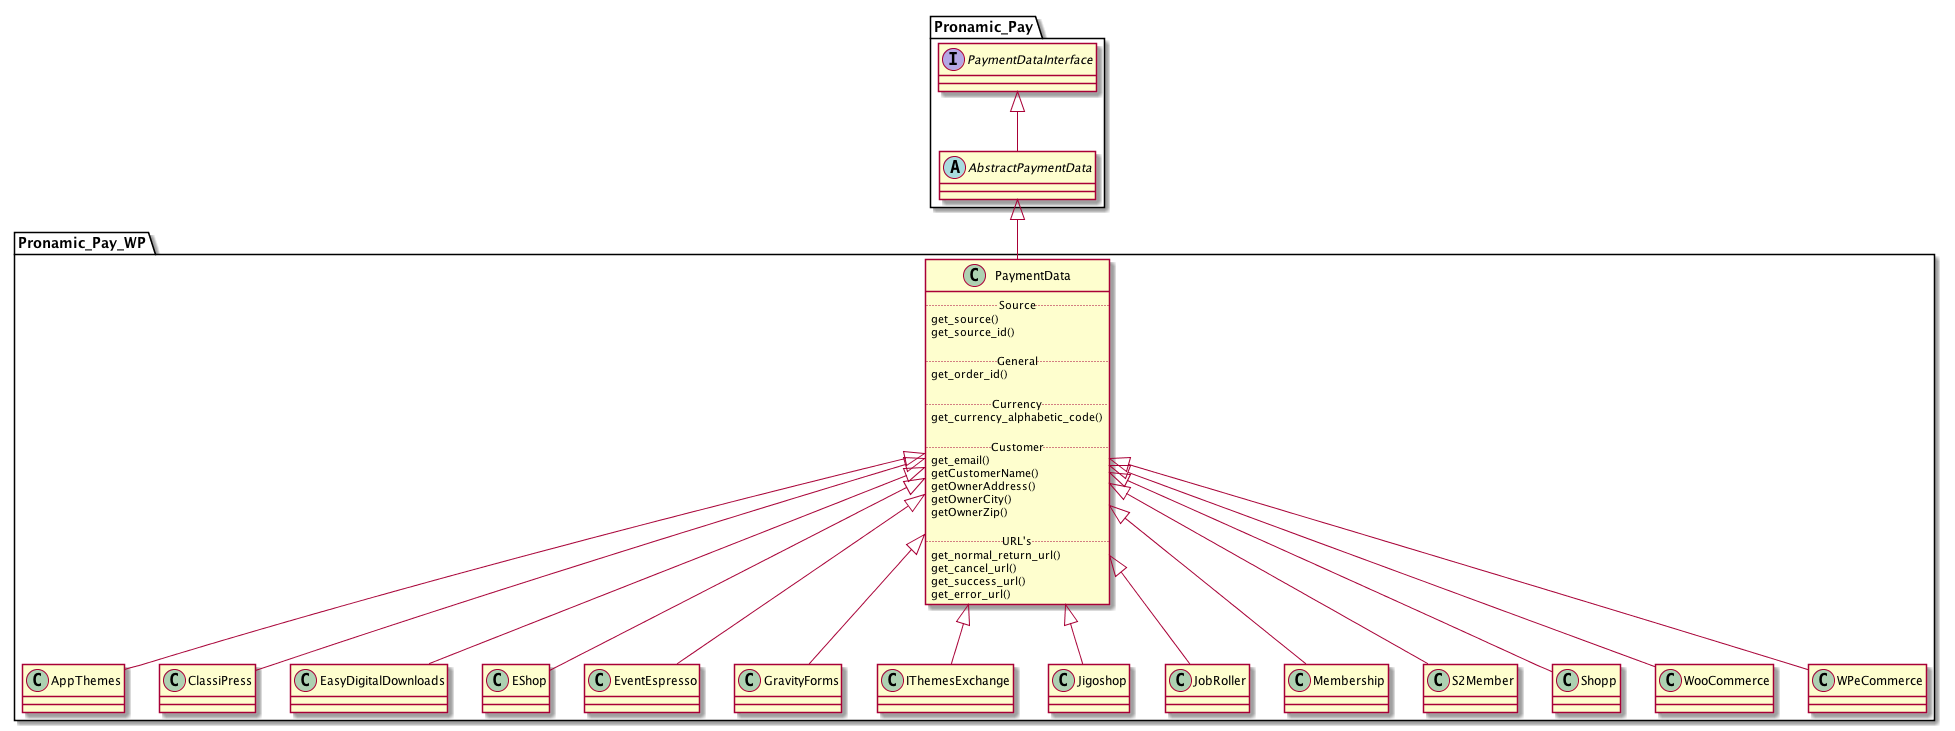 Pronamic_Pay
I PaymentDataInterface
A AbstractPaymentData
Pronamic_Pay_WP
C PaymentData
Source
get_source()
get_source_id()
General
get_order_id()
Currency
get_currency_alphabetic_code()
Customer
get_email()
getCustomerName()
getOwnerAddress()
getOwnerCity()
getOwnerZip()
URL's
get_normal_return_url()
get_cancel_url()
get_success_url()
get_error_url()
C AppThemes
C ClassiPress
C EasyDigitalDownloads
C EShop
C EventEspresso
C GravityForms
C IThemesExchange
C Jigoshop
C JobRoller
C Membership
C S2Member
C Shopp
C WooCommerce
C WPeCommerce